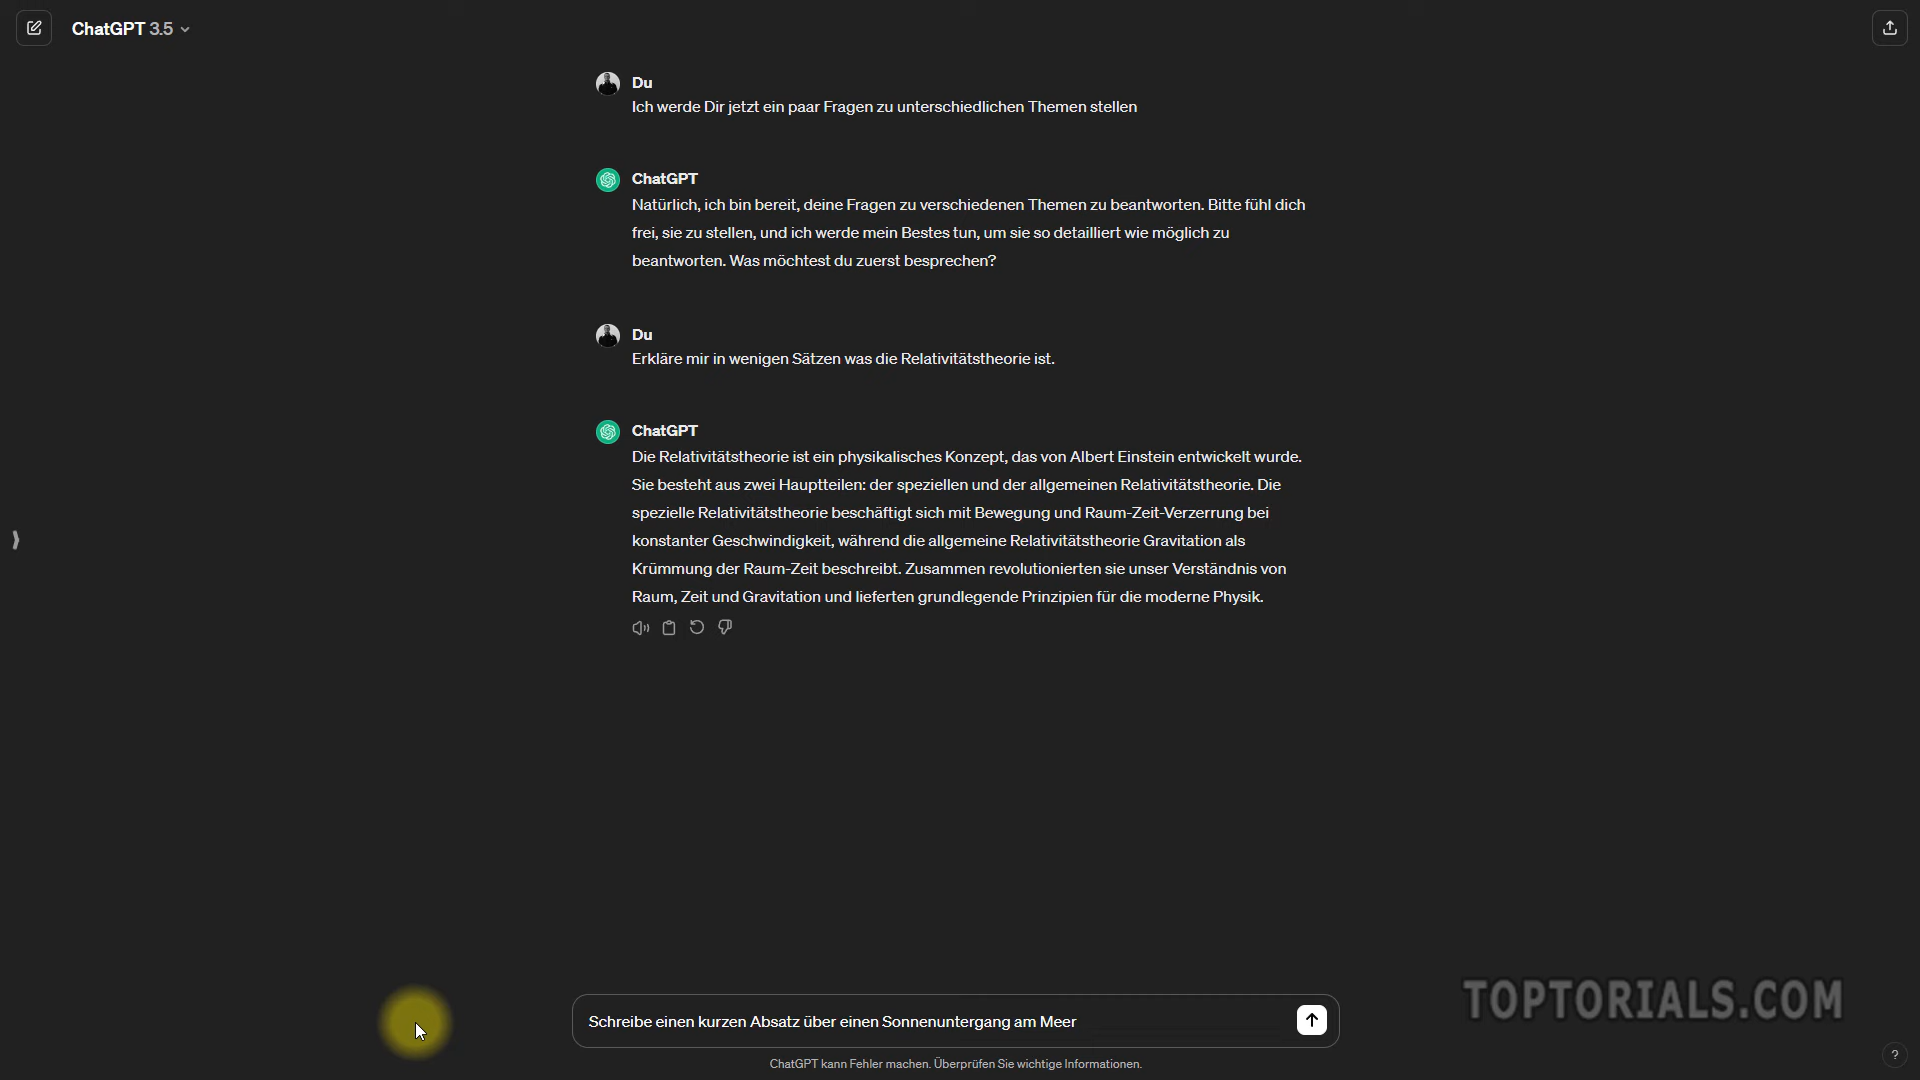 ChatGPT 3.5
Du
Ich werde Dir jetzt ein paar Fragen zu unterschiedlichen Themen stellen
ChatGPT
Natürlich, ich bin bereit, deine Fragen zu verschiedenen Themen zu beantworten. Bitte fühl dich
frei, sie zu stellen, und ich werde mein Bestes tun, um sie so detailliert wie möglich zu
beantworten. Was möchtest du zuerst besprechen?
Du
Erkläre mir in wenigen Sätzen was die Relativitätstheorie ist.
ChatGPT
Die Relativitätstheorie ist ein physikalisches Konzept, das von Albert Einstein entwickelt wurde.
Sie besteht aus zwei Hauptteilen: der speziellen und der allgemeinen Relativitätstheorie. Die
spezielle Relativitätstheorie beschäftigt sich mit Bewegung und Raum-Zeit-Verzerrung bei
konstanter Geschwindigkeit, während die allgemeine Relativitätstheorie Gravitation als
Krümmung der Raum-Zeit beschreibt. Zusammen revolutionierten sie unser Verständnis von
Raum, Zeit und Gravitation und lieferten grundlegende Prinzipien für die moderne Physik.
Schreibe einen kurzen Absatz über einen Sonnenuntergang am Meer
TOPTORIALS.COM
ChatGPT kann Fehler machen. Überprüfen Sie wichtige Informationen.
?